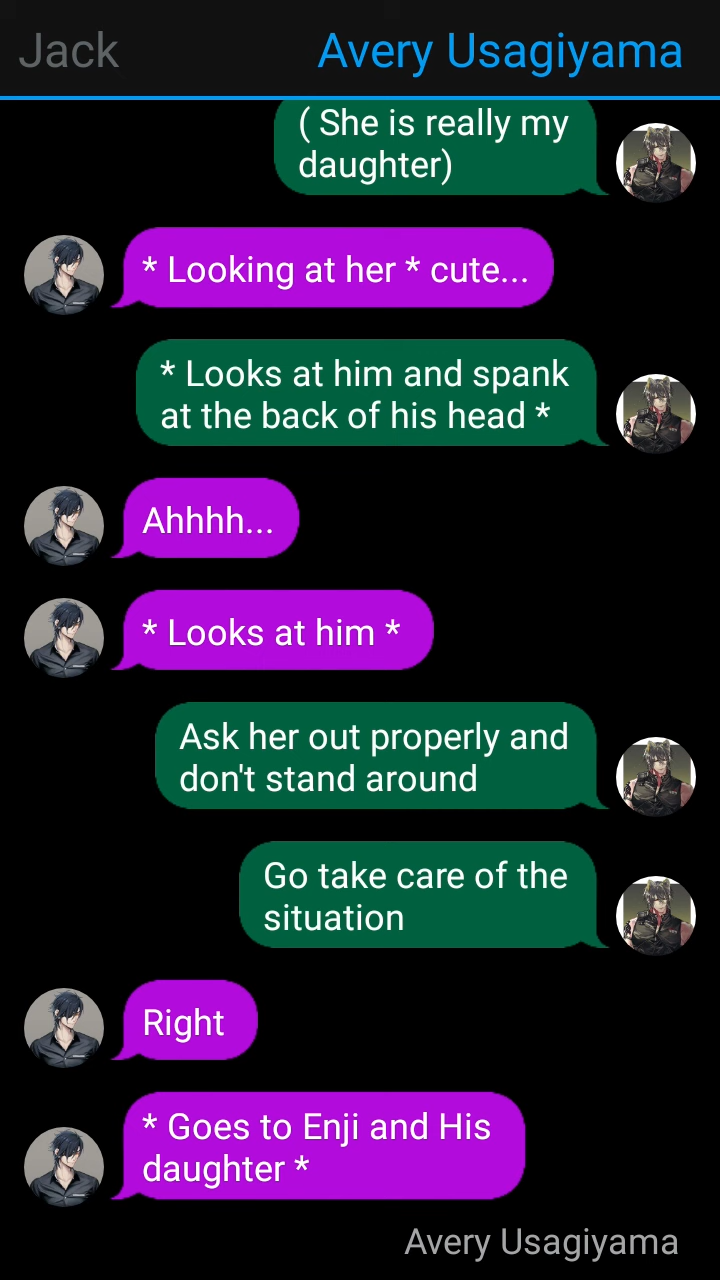 Jack
Avery Usagiyama
( She is really my
daughter)
* Looking at her * cute...
* Looks at him and spank
at the back of his head *
Ahhhh...
* Looks at him *
Ask her out properly and
don't stand around
Go take care of the
situation
Right
* Goes to Enji and His
daughter *
Avery Usagiyama